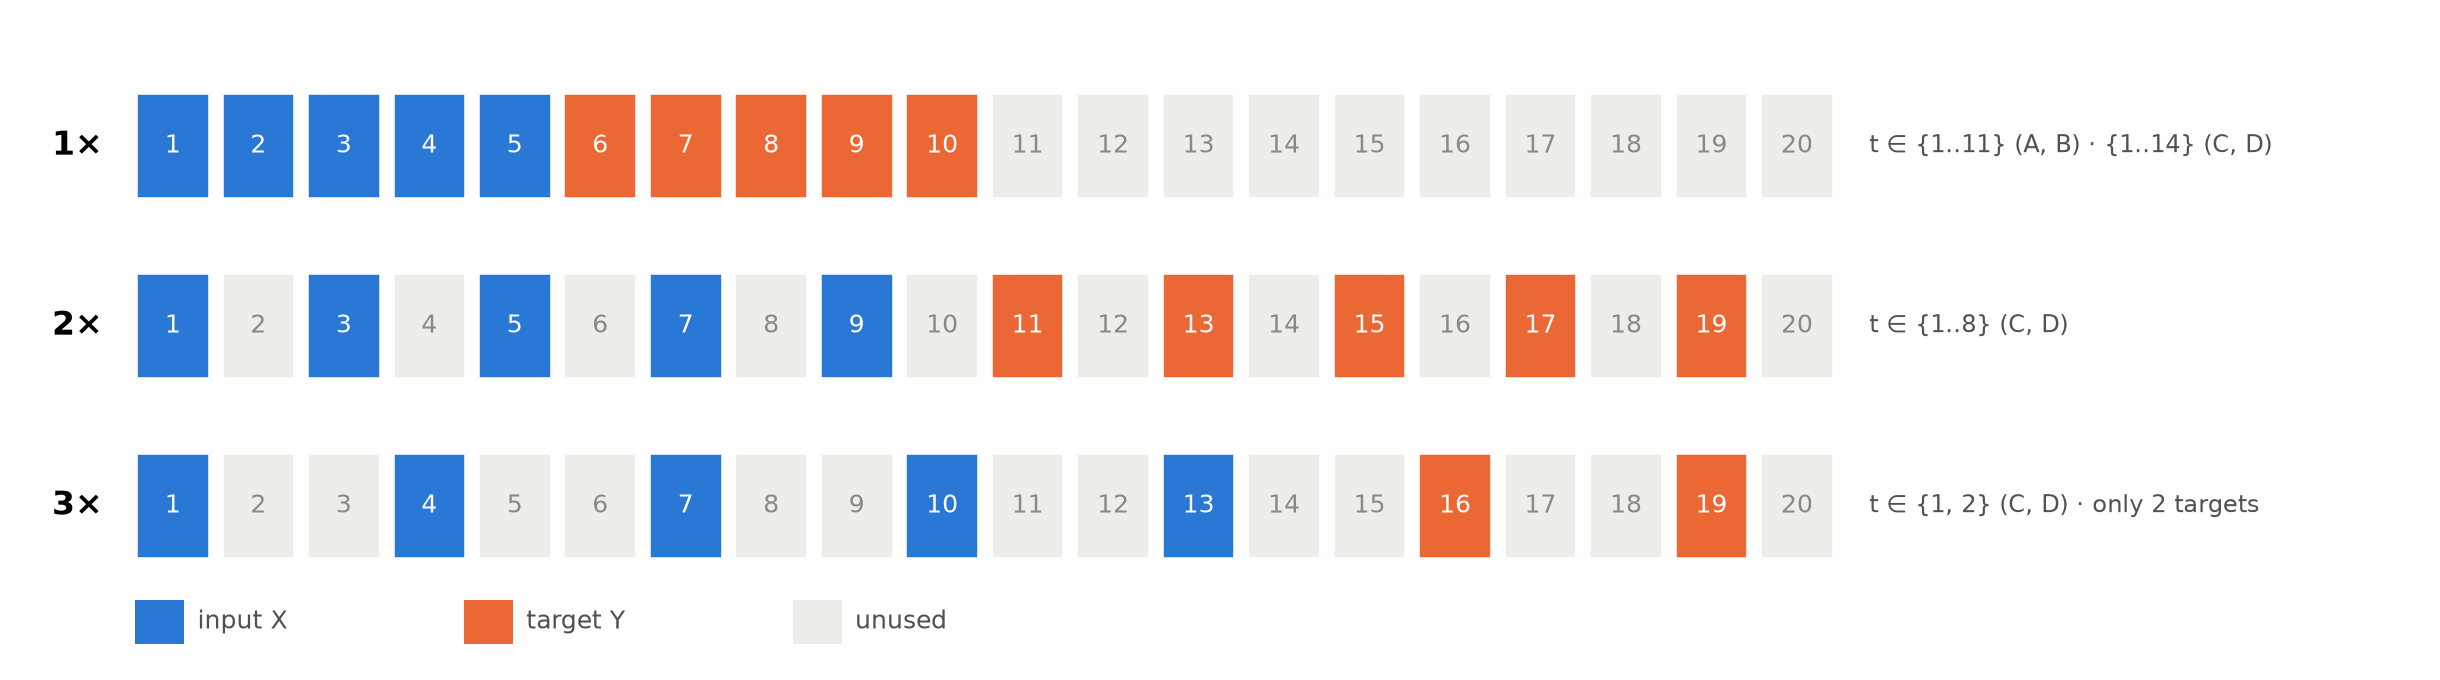 1× 1 2 3 4 5 6 7 8 9 10 11 12 13 14 15 16 17 18 19 20 t ∈ {1..11} (A, B) · {1..14} (C, D)
2× 1 2 3 4 5 6 7 8 9 10 11 12 13 14 15 16 17 18 19 20 t ∈ {1..8} (C, D)
3× 1 2 3 4 5 6 7 8 9 10 11 12 13 14 15 16 17 18 19 20 t ∈ {1, 2} (C, D) · only 2 targets
input X target Y unused